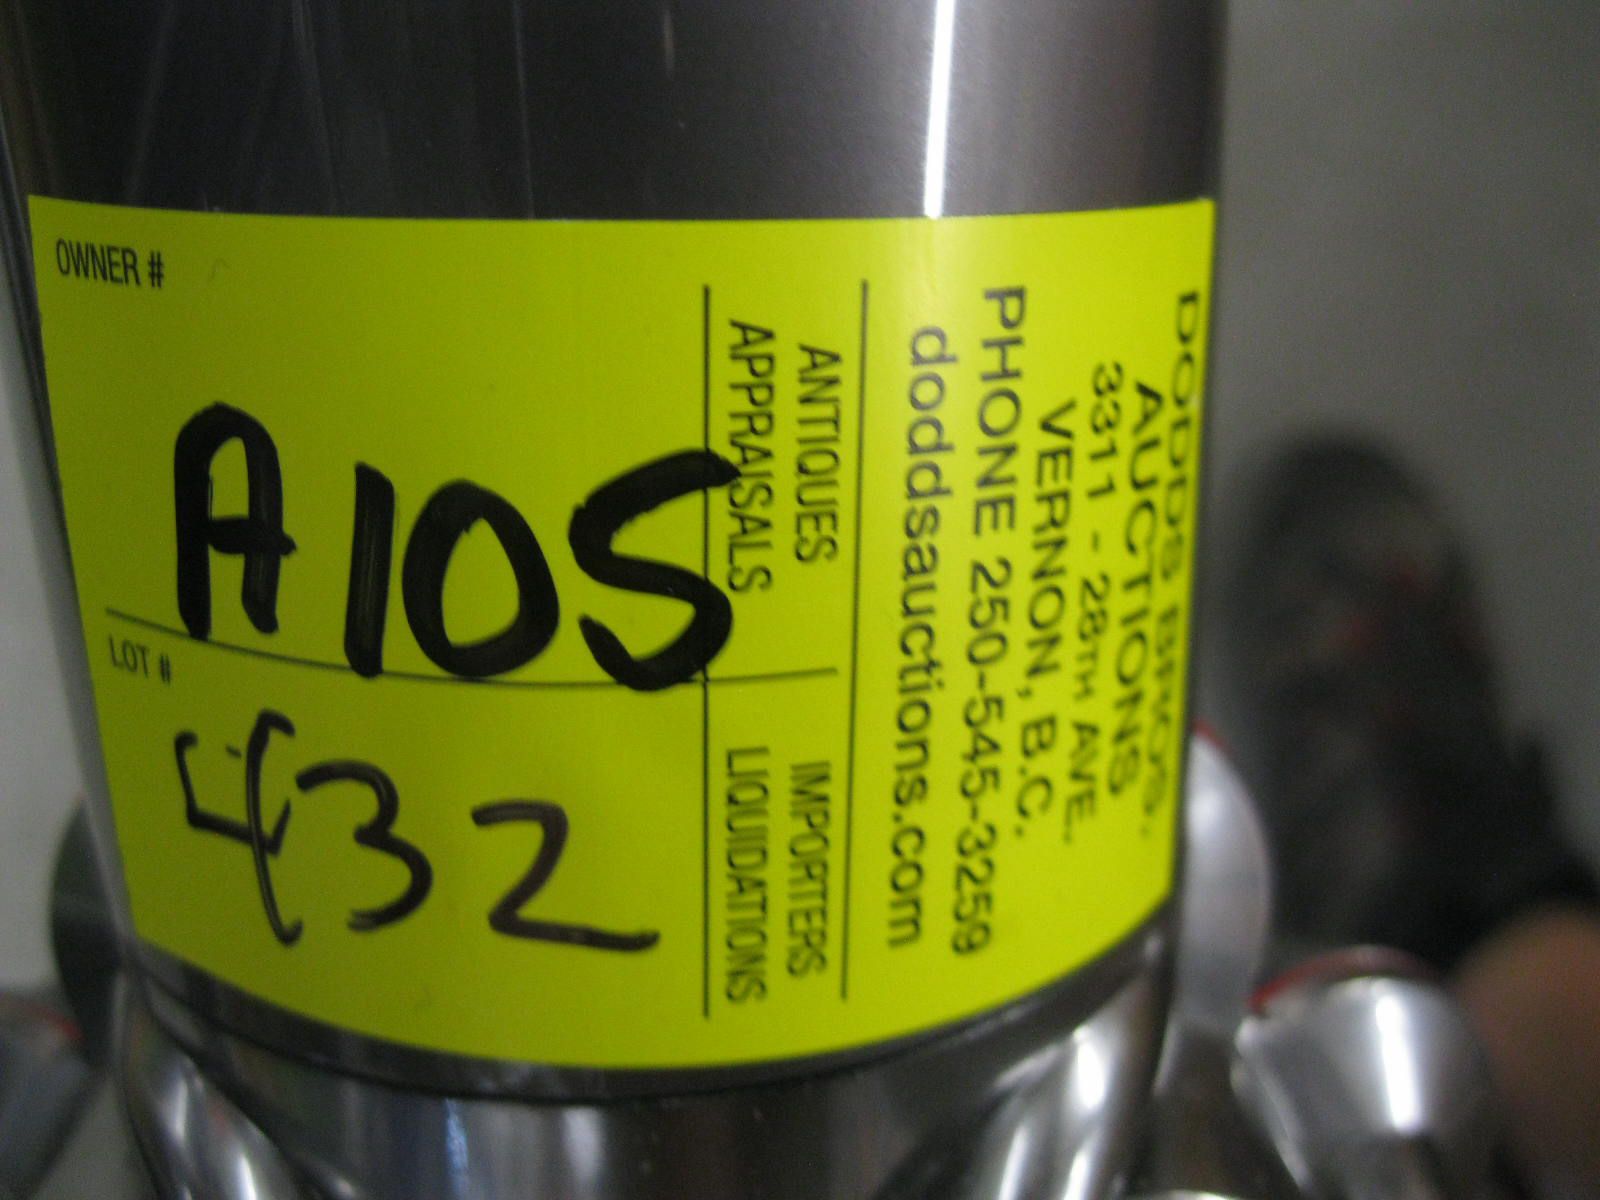 OWNER #
A105
LOT #
432
DODDS BROS.
AUCTIONS
3311 - 28TH AVE.
VERNON, B.C.
PHONE 250-545-3259
doddsauctions.com
ANTIQUES
APPRAISALS
IMPORTERS
LIQUIDATIONS